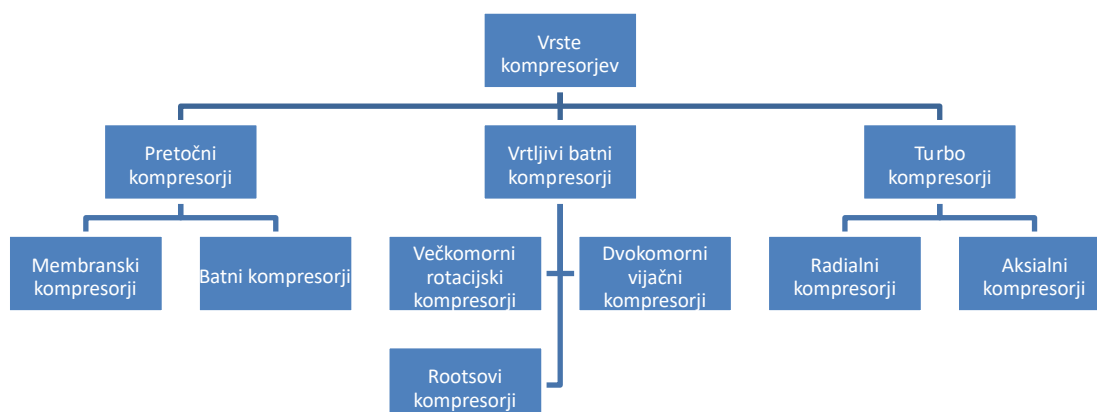 Vrste
kompresorjev
Pretočni
kompresorji
Vrtljivi batni
kompresorji
Turbo
kompresorji
Membranski
kompresorji
Batni kompresorji
Večkomorni
rotacijski
kompresorji
Dvokomorni
vijačni
kompresorji
Radialni
kompresorji
Aksialni
kompresorji
Rootsovi
kompresorji